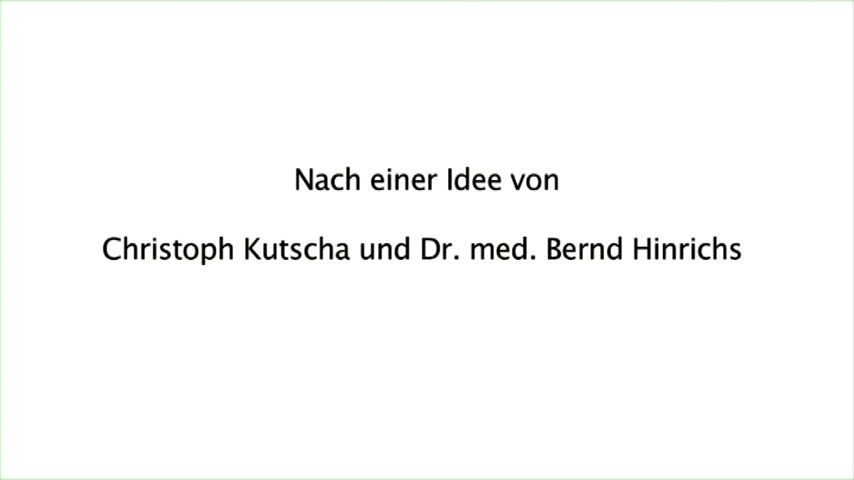 Nach einer Idee von
Christoph Kutscha und Dr. med. Bernd Hinrichs